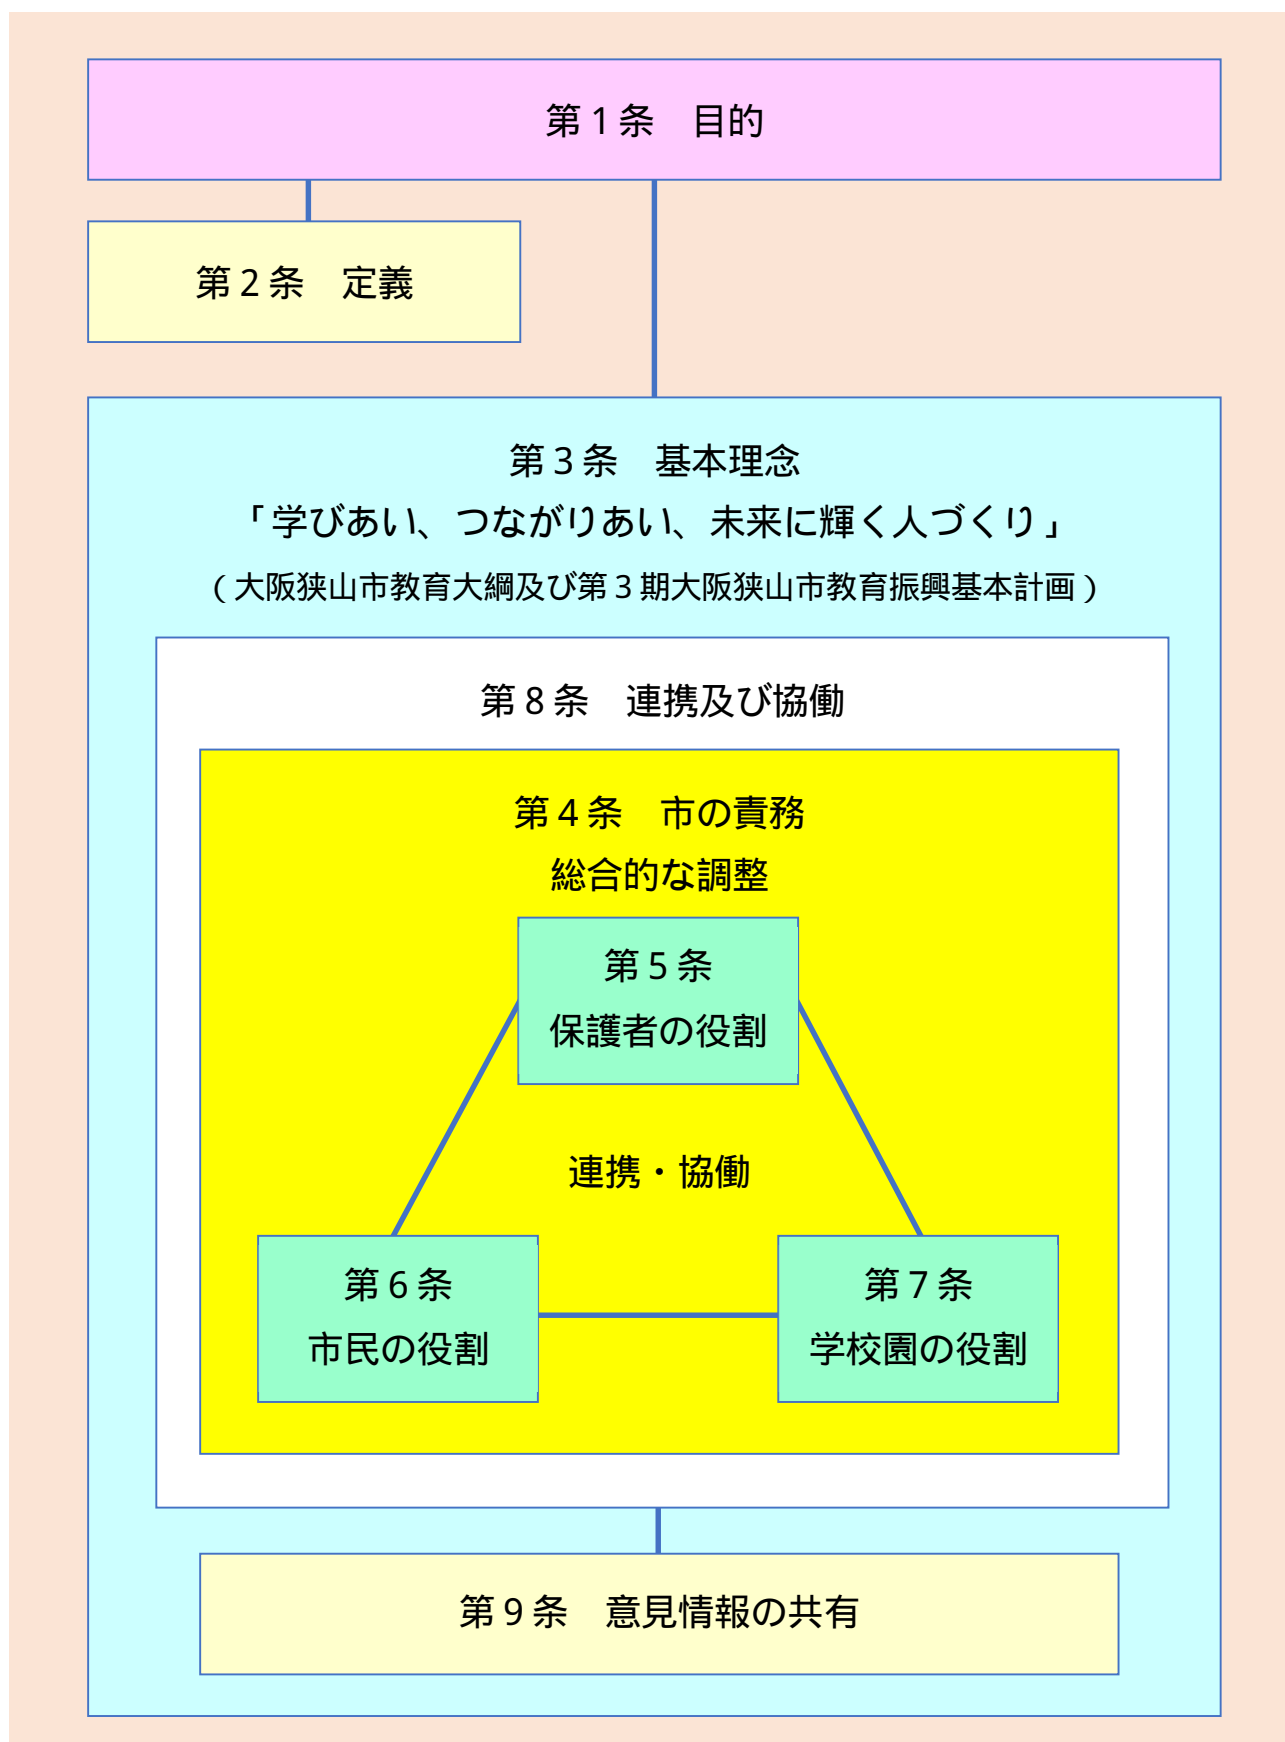 第1条　目的
第2条　定義
第3条　基本理念
「学びあい、つながりあい、未来に輝く人づくり」
（大阪狭山市教育大綱及び第3期大阪狭山市教育振興基本計画）
第8条　連携及び協働
第4条　市の責務
総合的な調整
第5条
保護者の役割
連携・協働
第6条
市民の役割
第7条
学校園の役割
第9条　意見情報の共有